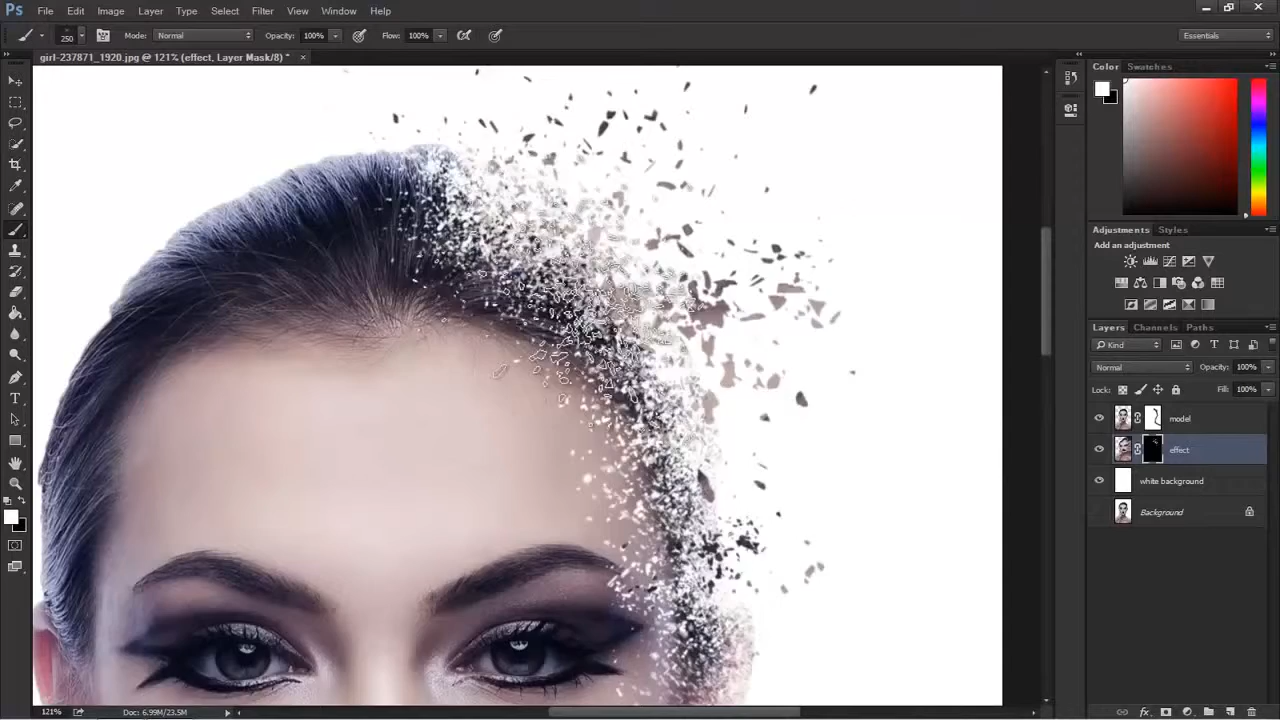 Ps File Edit Image Layer Type Select Filter View Window Help
250 Mode: Normal Opacity: 100% Flow: 100% Essentials
girl-237871_1920.jpg @ 121% (effect, Layer Mask/8) *
Color Swatches
Adjustments Styles
Add an adjustment
Layers Channels Paths
Kind
Normal Opacity: 100%
Lock: Fill: 100%
model
effect
white background
Background
121% Doc: 6.99M/23.5M